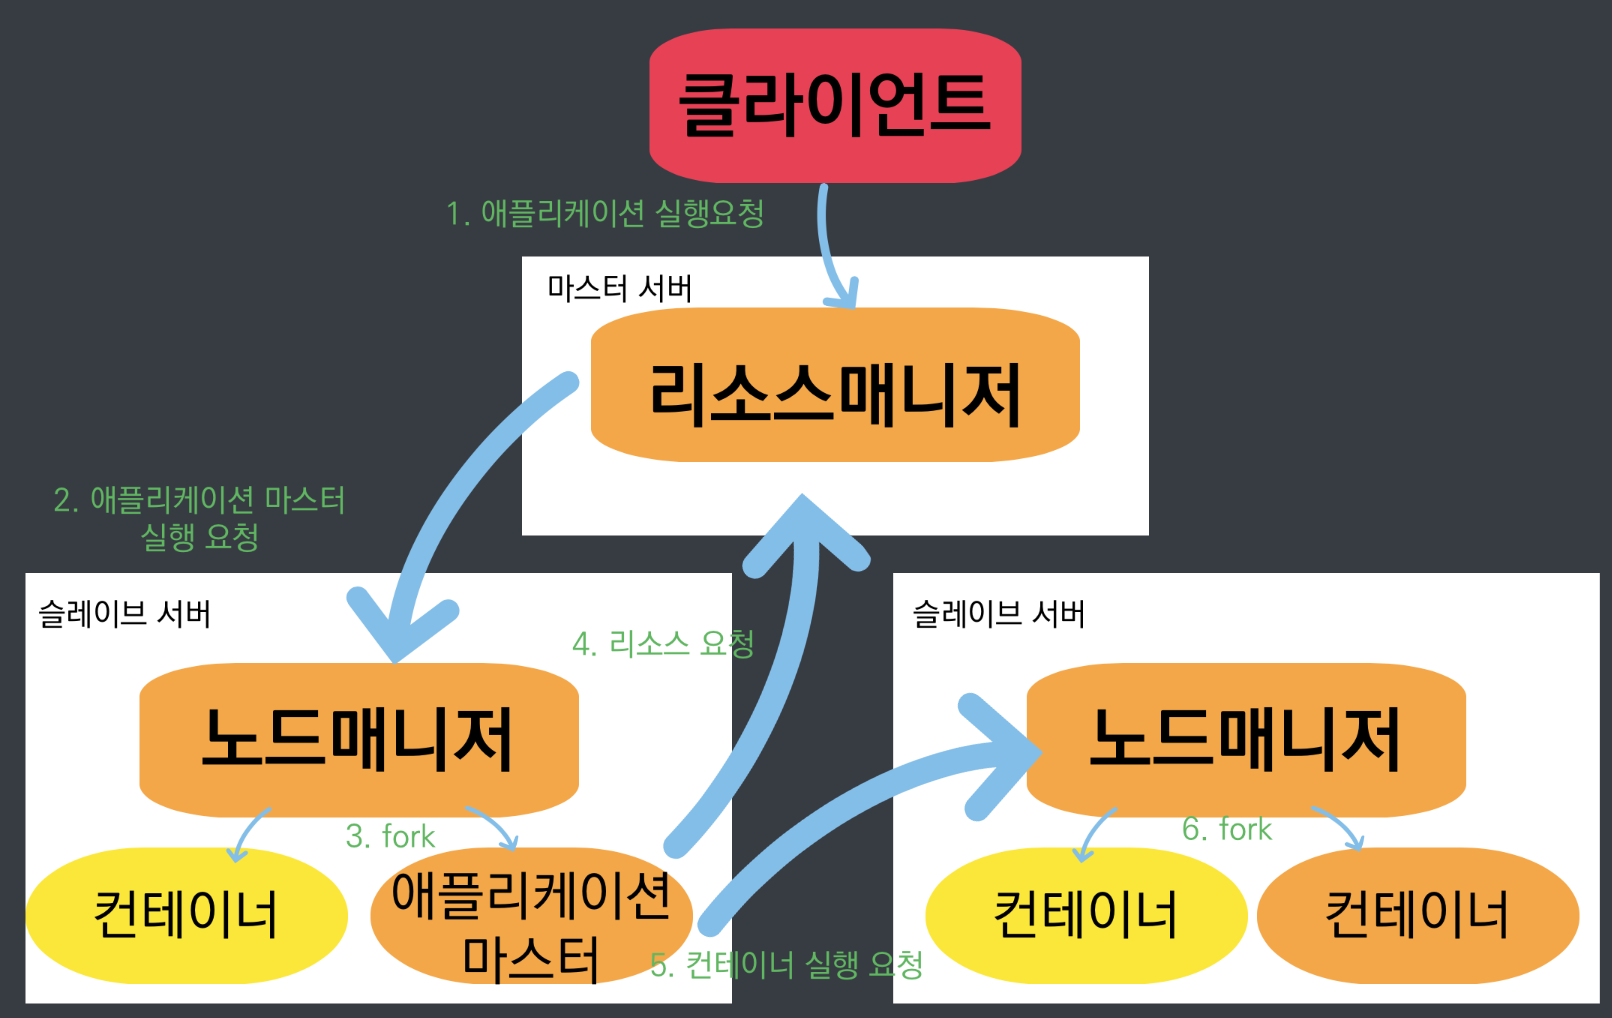 클라이언트
1. 애플리케이션 실행요청
마스터 서버
리소스매니저
2. 애플리케이션 마스터
실행 요청
슬레이브 서버
노드매니저
3. fork
컨테이너
애플리케이션
마스터
4. 리소스 요청
5. 컨테이너 실행 요청
슬레이브 서버
노드매니저
6. fork
컨테이너
컨테이너